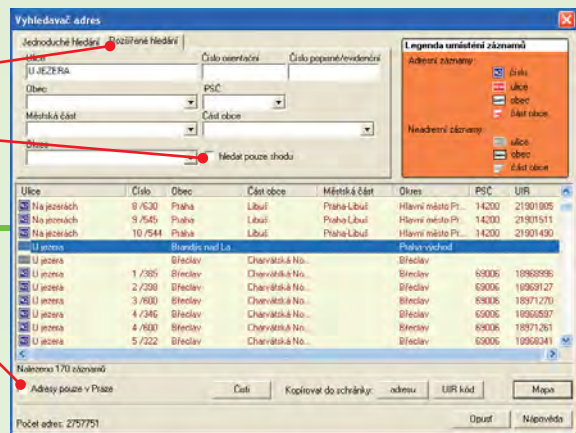 Vyhledavač adres
Jednoduché hledání Rozšířené hledání
Ulice Číslo orientační Číslo popisné/evidenční
U JEZERA
Obec PSČ
Městská část Část obce
Okres
hledat pouze shodu
Legenda umístění záznamů
Adresní záznamy
číslo
ulice
obec
část obce
Neadresní záznamy
ulice
obec
část obce
Ulice Číslo Obec Část obce Městská část Okres PSČ UIR
Na jezerách 8 /630 Praha Libuš Praha-Libuš Hlavní město Pr... 14200 21901805
Na jezerách 9 /545 Praha Libuš Praha-Libuš Hlavní město Pr... 14200 21901511
Na jezerách 10 /544 Praha Libuš Praha-Libuš Hlavní město Pr... 14200 21901490
U jezera Brandýs nad La... Praha-východ
U jezera Břeclav Charvátská No... Břeclav
U jezera 1 /385 Břeclav Charvátská No... Břeclav 69006
U jezera 2 /398 Břeclav Charvátská No... Břeclav 69006 18969127
U jezera 3 /600 Břeclav Charvátská No... Břeclav 69006 18971270
U jezera 4 /346 Břeclav Charvátská No... Břeclav 69006
U jezera 4 /600 Břeclav Charvátská No... Břeclav 69006 18971261
U jezera 5 /322 Břeclav Charvátská No... Břeclav 69006 18968341
Nalezeno 170 záznamů
Adresy pouze v Praze Čisti Kopírovat do schránky: adresu UIR kód Mapa
Počet adres: 2757751 Opusť Nápověda